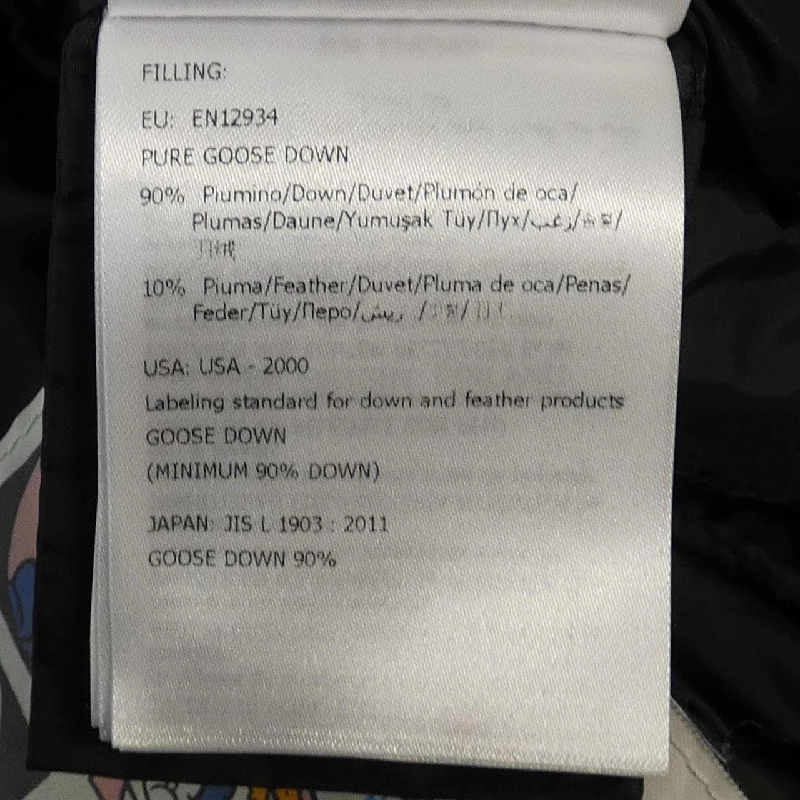 FILLING:
EU: EN12934
PURE GOOSE DOWN
90% Piumino/Down/Duvet/Plumón de oca/
Plumas/Daune/Yumuşak Tüy/Пух/زغب/
10% Piuma/Feather/Duvet/Pluma de oca/Penas/
Feder/Tüy/Перо/ريش /
USA: USA - 2000
Labeling standard for down and feather products
GOOSE DOWN
(MINIMUM 90% DOWN)
JAPAN: JIS L 1903 : 2011
GOOSE DOWN 90%